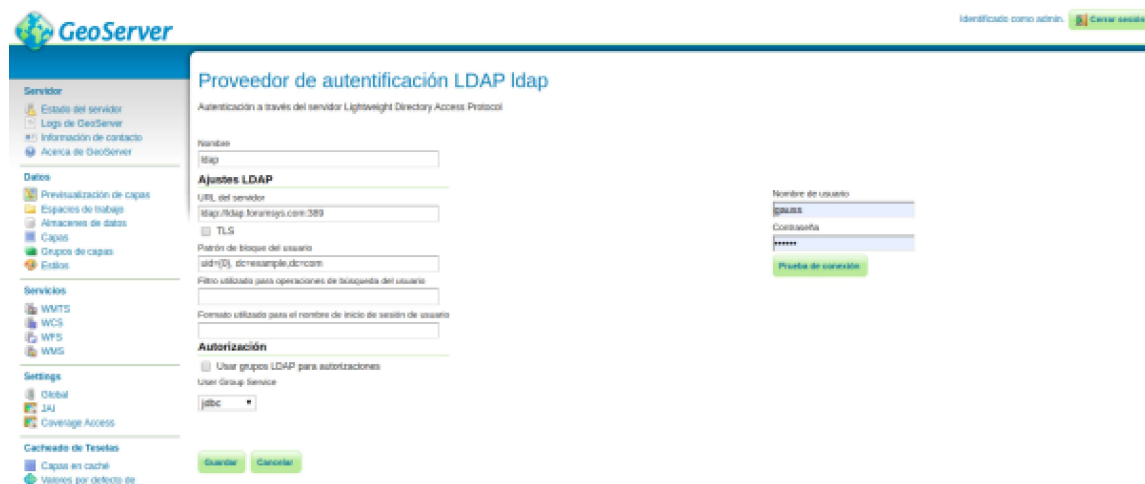 GeoServer
Identificado como admin.
Cerrar sesión
Servidor
Estado del servidor
Logs de GeoServer
Información de contacto
Acerca de GeoServer
Datos
Previsualización de capas
Espacios de trabajo
Almacenes de datos
Capas
Grupos de capas
Estilos
Servicios
WMTS
WCS
WFS
WMS
Settings
Global
JAI
Coverage Access
Cacheado de Teselas
Capas en caché
Valores por defecto de
Proveedor de autentificación LDAP ldap
Autenticación a través del servidor Lightweight Directory Access Protocol
Nombre
ldap
Ajustes LDAP
URL del servidor
ldap://ldap.forumsys.com:389
TLS
Patrón de bloque del usuario
uid={0}, dc=example,dc=com
Filtro utilizado para operaciones de búsqueda del usuario
Formato utilizado para el nombre de inicio de sesión de usuario
Autorización
Usar grupos LDAP para autorizaciones
User Group Service
jdbc
Guardar Cancelar
Nombre de usuario
gauss
Contraseña
••••••
Prueba de conexión